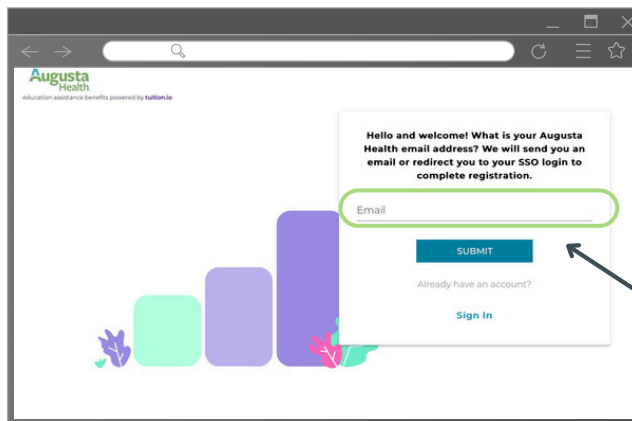 Augusta
Health.
education assistance benefits powered by tuition.io
Hello and welcome! What is your Augusta
Health email address? We will send you an
email or redirect you to your SSO login to
complete registration.
Email
SUBMIT
Already have an account?
Sign In